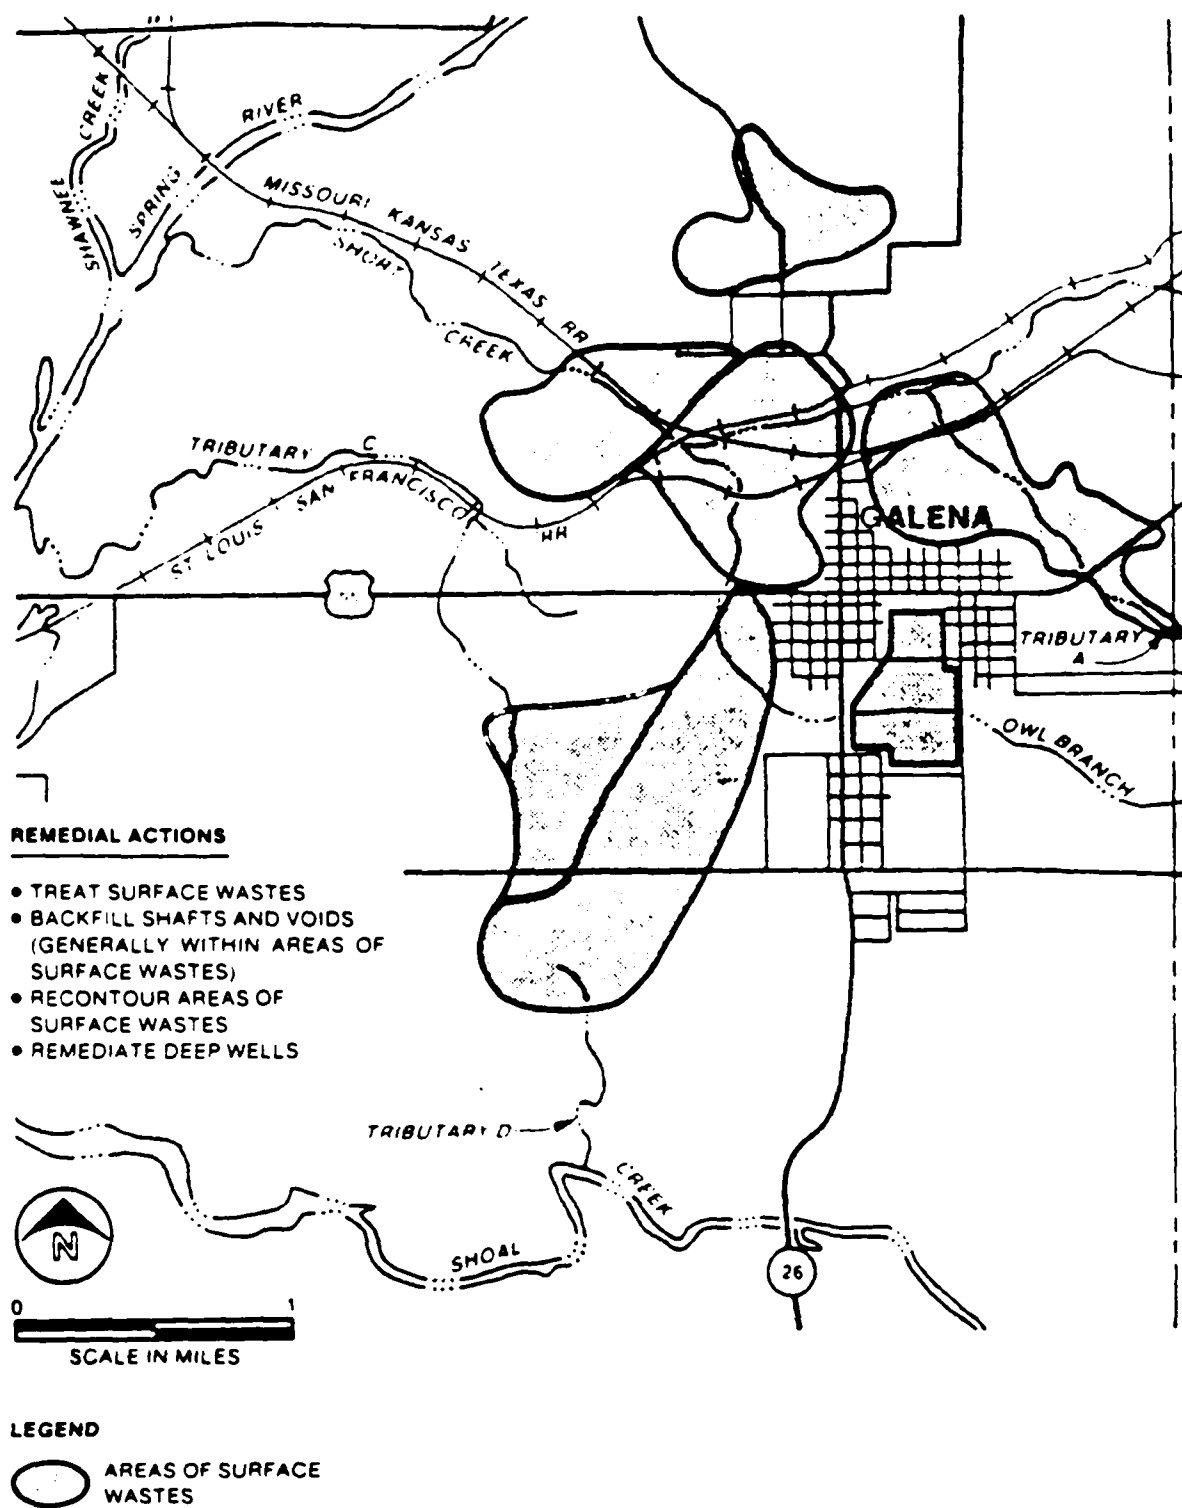 CREEK
SHAWNEE
SPRING
RIVER
MISSOURI KANSAS TEXAS RR
SHORT
CREEK
TRIBUTARY C
ST. LOUIS SAN FRANCISCO
RR
GALENA
TRIBUTARY
A
OWL BRANCH
REMEDIAL ACTIONS
• TREAT SURFACE WASTES
• BACKFILL SHAFTS AND VOIDS
(GENERALLY WITHIN AREAS OF
SURFACE WASTES)
• RECONTOUR AREAS OF
SURFACE WASTES
• REMEDIATE DEEP WELLS
TRIBUTARY D
CREEK
SHOAL
26
N
0 1
SCALE IN MILES
LEGEND
AREAS OF SURFACE
WASTES